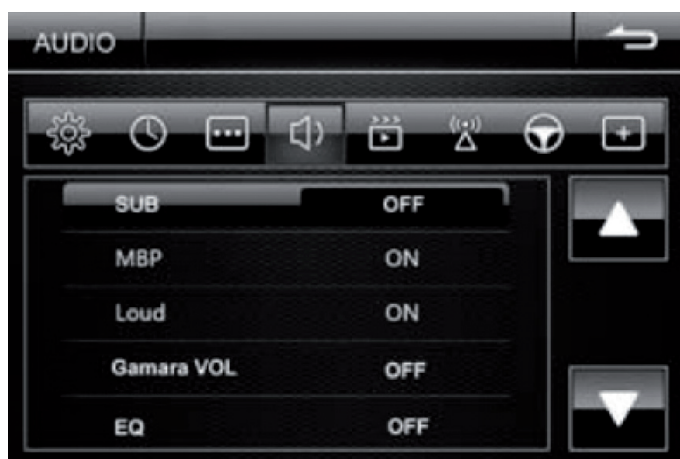 AUDIO
SUB OFF
MBP ON
Loud ON
Gamara VOL OFF
EQ OFF